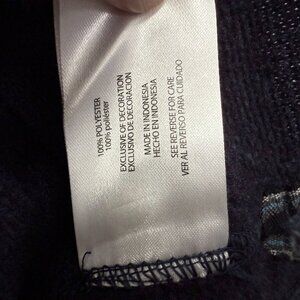 100% POLYESTER
100% poliéster
EXCLUSIVE OF DECORATION
EXCLUSIVO DE DECORACION
MADE IN INDONESIA
HECHO EN INDONESIA
SEE REVERSE FOR CARE
VER AL REVERSO PARA CUIDADO